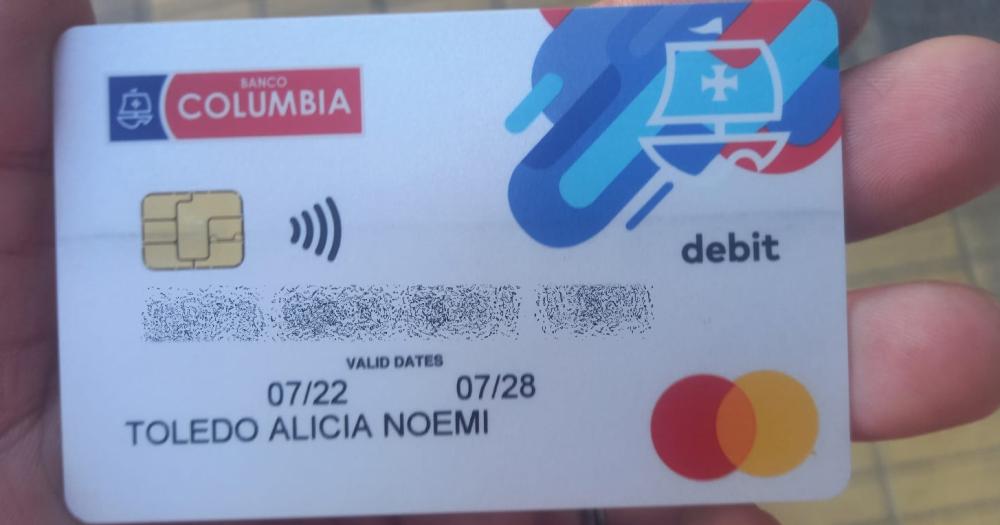 BANCO
COLUMBIA
debit
VALID DATES
07/22 07/28
TOLEDO ALICIA NOEMI